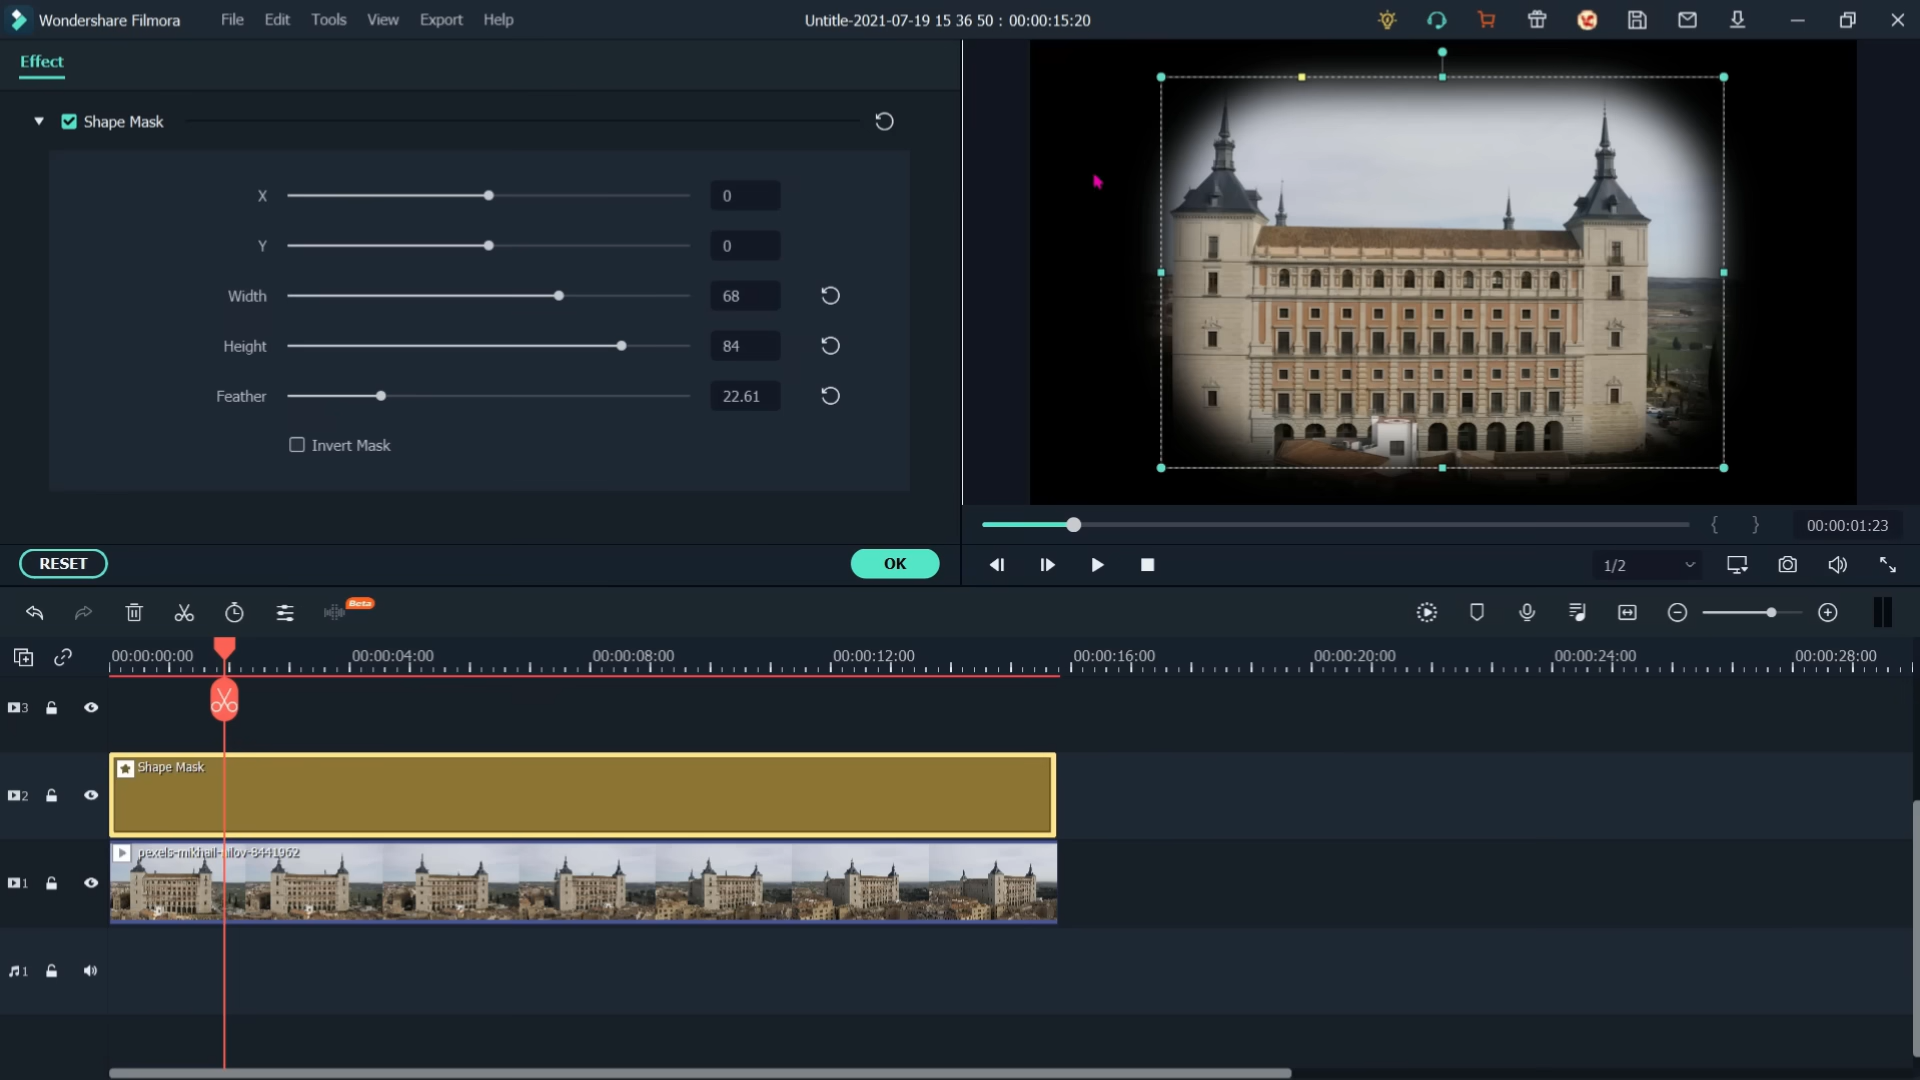 Wondershare Filmora File Edit Tools View Export Help Untitle-2021-07-19 15 36 50 : 00:00:15:20
Effect
Shape Mask
X 0
Y 0
Width 68
Height 84
Feather 22.61
Invert Mask
RESET OK
{ } 00:00:01:23
1/2
Beta
00:00:00:00 00:00:04:00 00:00:08:00 00:00:12:00 00:00:16:00 00:00:20:00 00:00:24:00 00:00:28:00
3
2 Shape Mask
1 pexels-mikhail-nilov-8441962
1